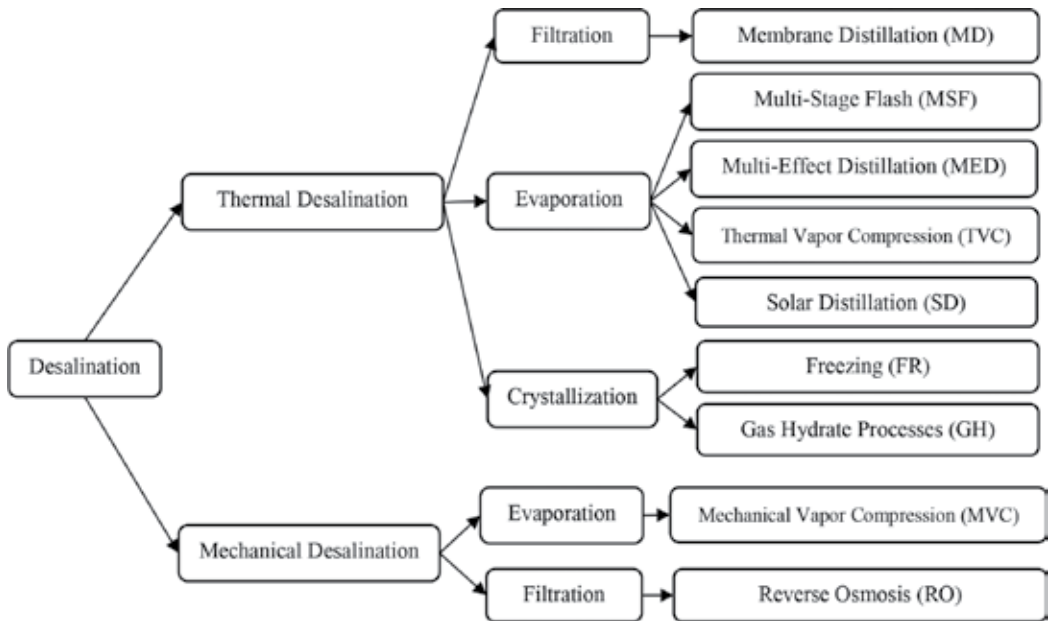 Filtration
Membrane Distillation (MD)
Multi-Stage Flash (MSF)
Multi-Effect Distillation (MED)
Thermal Desalination
Evaporation
Thermal Vapor Compression (TVC)
Solar Distillation (SD)
Desalination
Freezing (FR)
Crystallization
Gas Hydrate Processes (GH)
Evaporation
Mechanical Vapor Compression (MVC)
Mechanical Desalination
Filtration
Reverse Osmosis (RO)